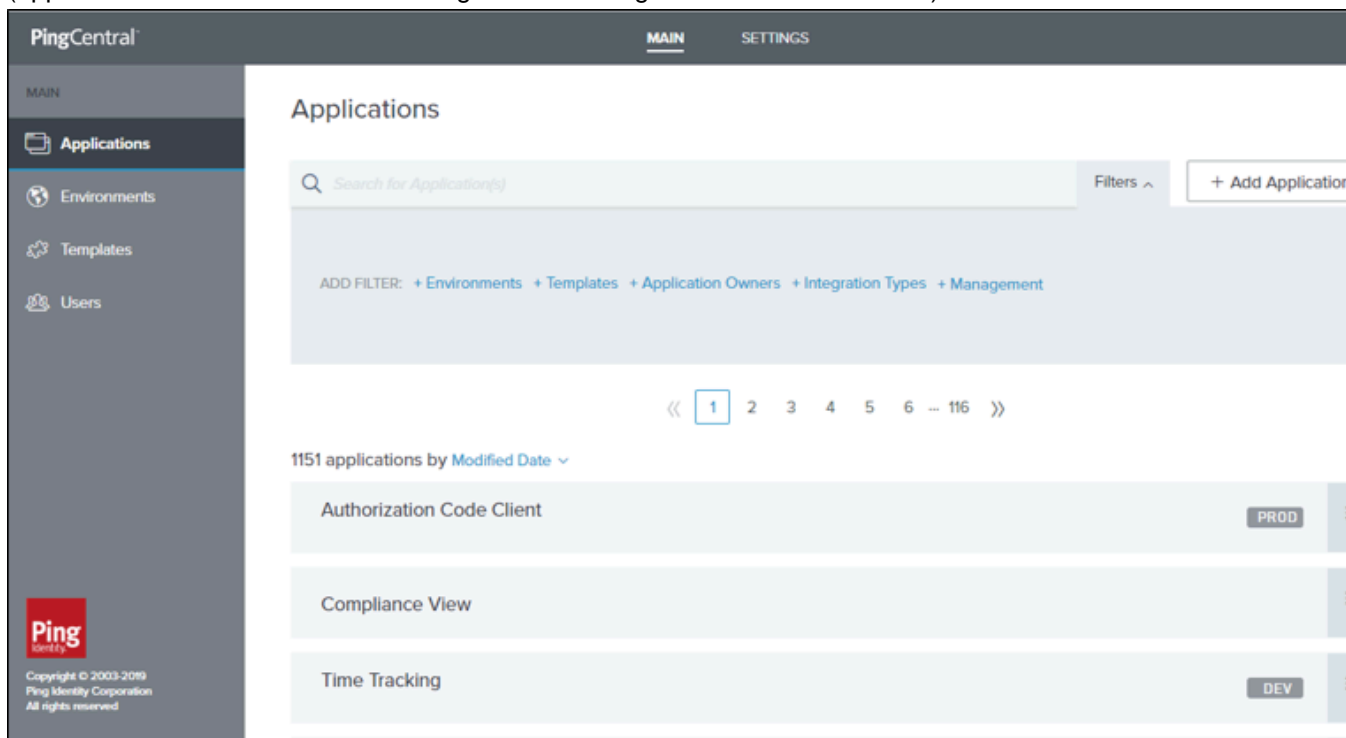 PingCentral
MAIN SETTINGS
MAIN
Applications
Environments
Templates
Users
Applications
Search for Application(s) Filters + Add Application
ADD FILTER: + Environments + Templates + Application Owners + Integration Types + Management
« 1 2 3 4 5 6 ... 116 »
1151 applications by Modified Date
Authorization Code Client PROD
Compliance View
Time Tracking DEV
Ping
Identity
Copyright © 2003-2019
Ping Identity Corporation
All rights reserved